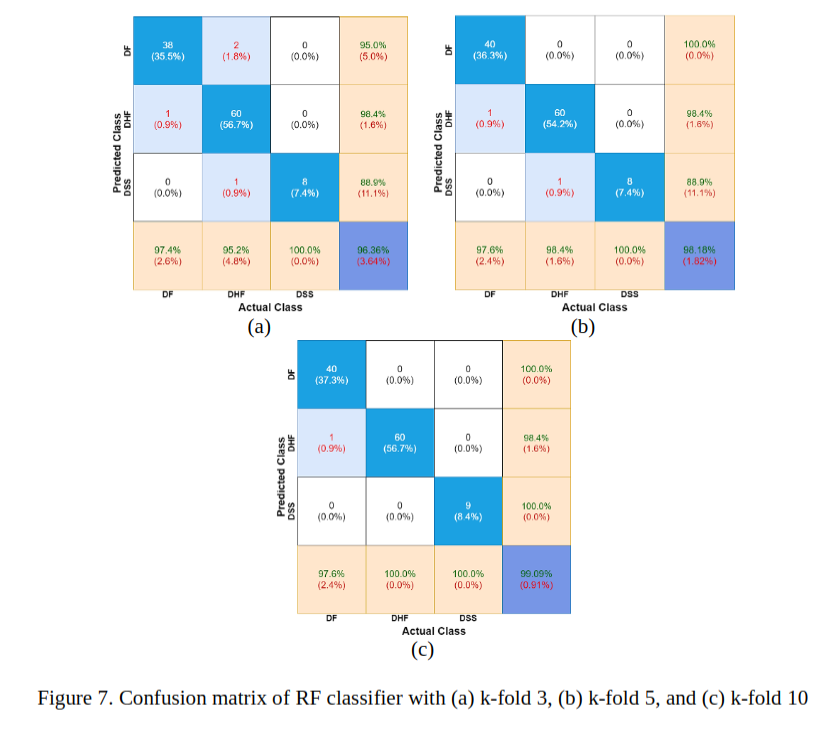 38 2 0 95.0%
(35.5%) (1.8%) (0.0%) (5.0%)
DF
1 60 0 98.4%
(0.9%) (56.7%) (0.0%) (1.6%)
DHF
0 1 8 88.9%
(0.0%) (0.9%) (7.4%) (11.1%)
DSS
Predicted Class
97.4% 95.2% 100.0% 96.36%
(2.6%) (4.8%) (0.0%) (3.64%)
DF DHF DSS
Actual Class
(a)
40 0 0 100.0%
(36.3%) (0.0%) (0.0%) (0.0%)
DF
1 60 0 98.4%
(0.9%) (54.2%) (0.0%) (1.6%)
DHF
0 1 8 88.9%
(0.0%) (0.9%) (7.4%) (11.1%)
DSS
Predicted Class
97.6% 98.4% 100.0% 98.18%
(2.4%) (1.6%) (0.0%) (1.82%)
DF DHF DSS
Actual Class
(b)
40 0 0 100.0%
(37.3%) (0.0%) (0.0%) (0.0%)
DF
1 60 0 98.4%
(0.9%) (56.7%) (0.0%) (1.6%)
DHF
0 0 9 100.0%
(0.0%) (0.0%) (8.4%) (0.0%)
DSS
Predicted Class
97.6% 100.0% 100.0% 99.09%
(2.4%) (0.0%) (0.0%) (0.91%)
DF DHF DSS
Actual Class
(c)
Figure 7. Confusion matrix of RF classifier with (a) k-fold 3, (b) k-fold 5, and (c) k-fold 10